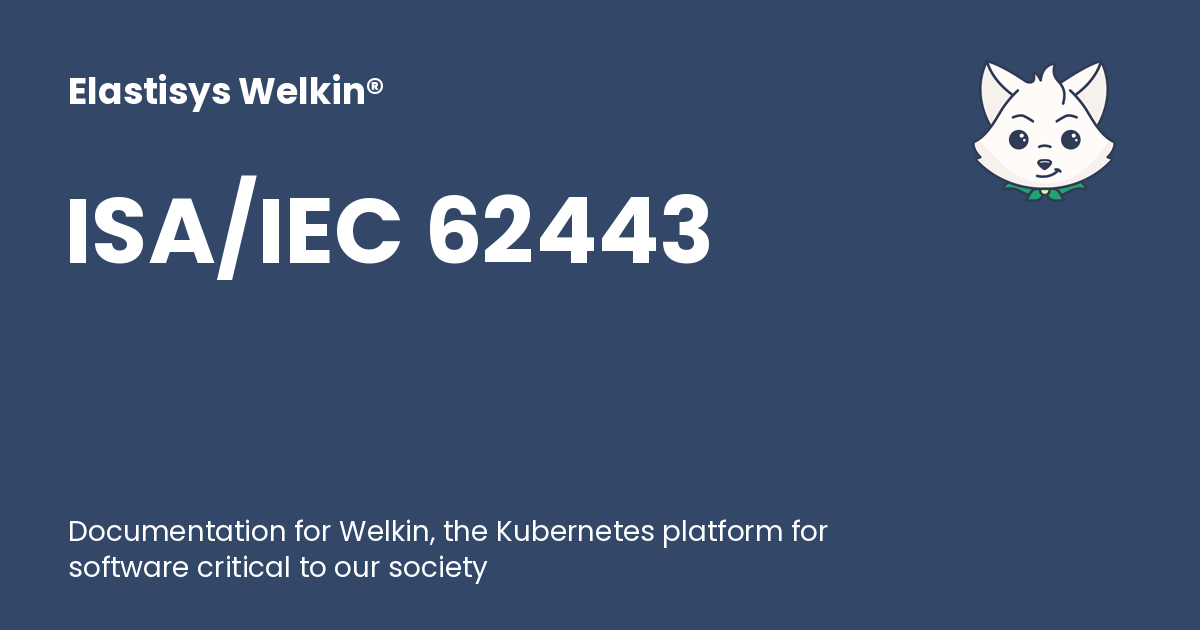 Elastisys Welkin®
ISA/IEC 62443
Documentation for Welkin, the Kubernetes platform for
software critical to our society